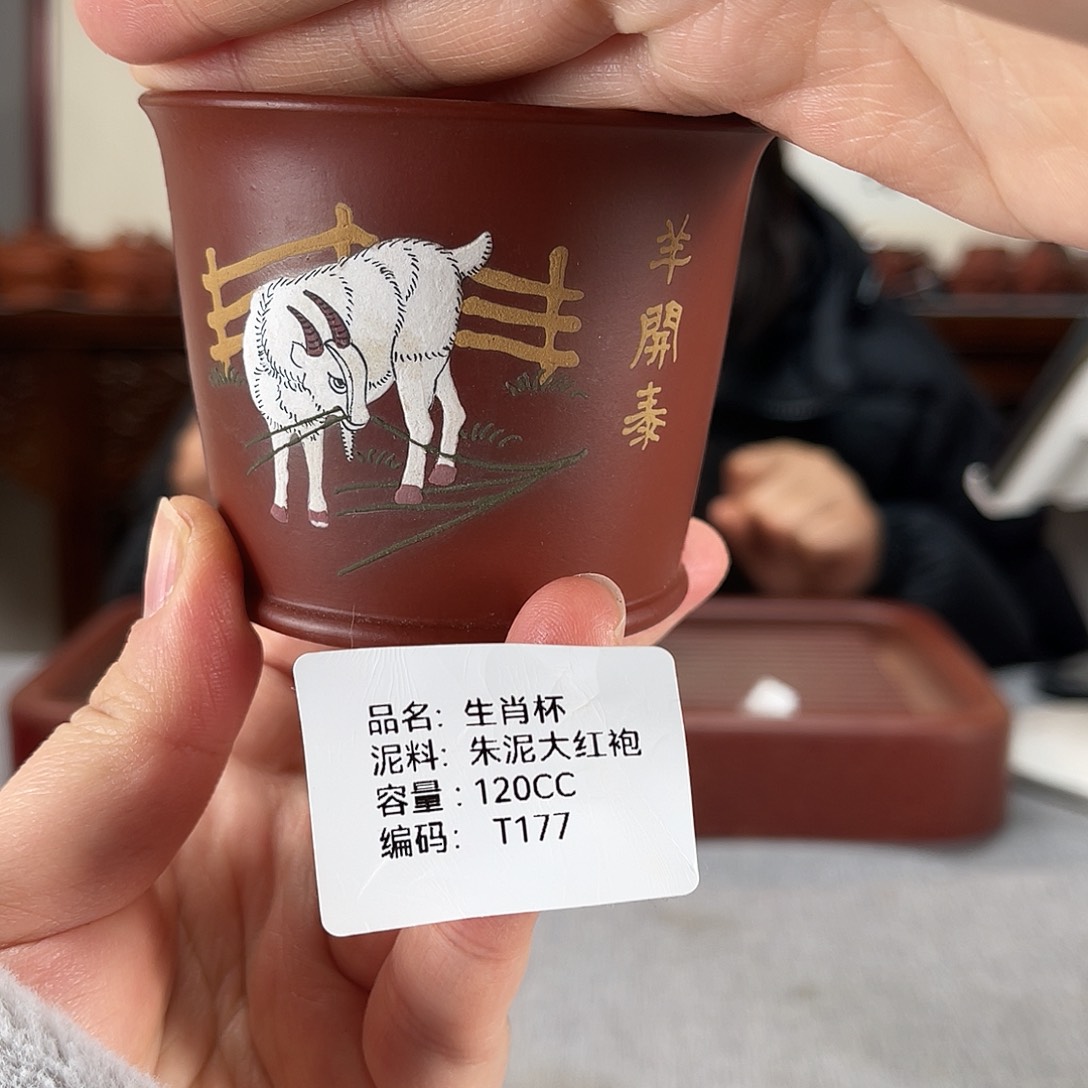 羊開泰
品名: 生肖杯
泥料: 朱泥大红袍
容量: 120CC
编码: T177